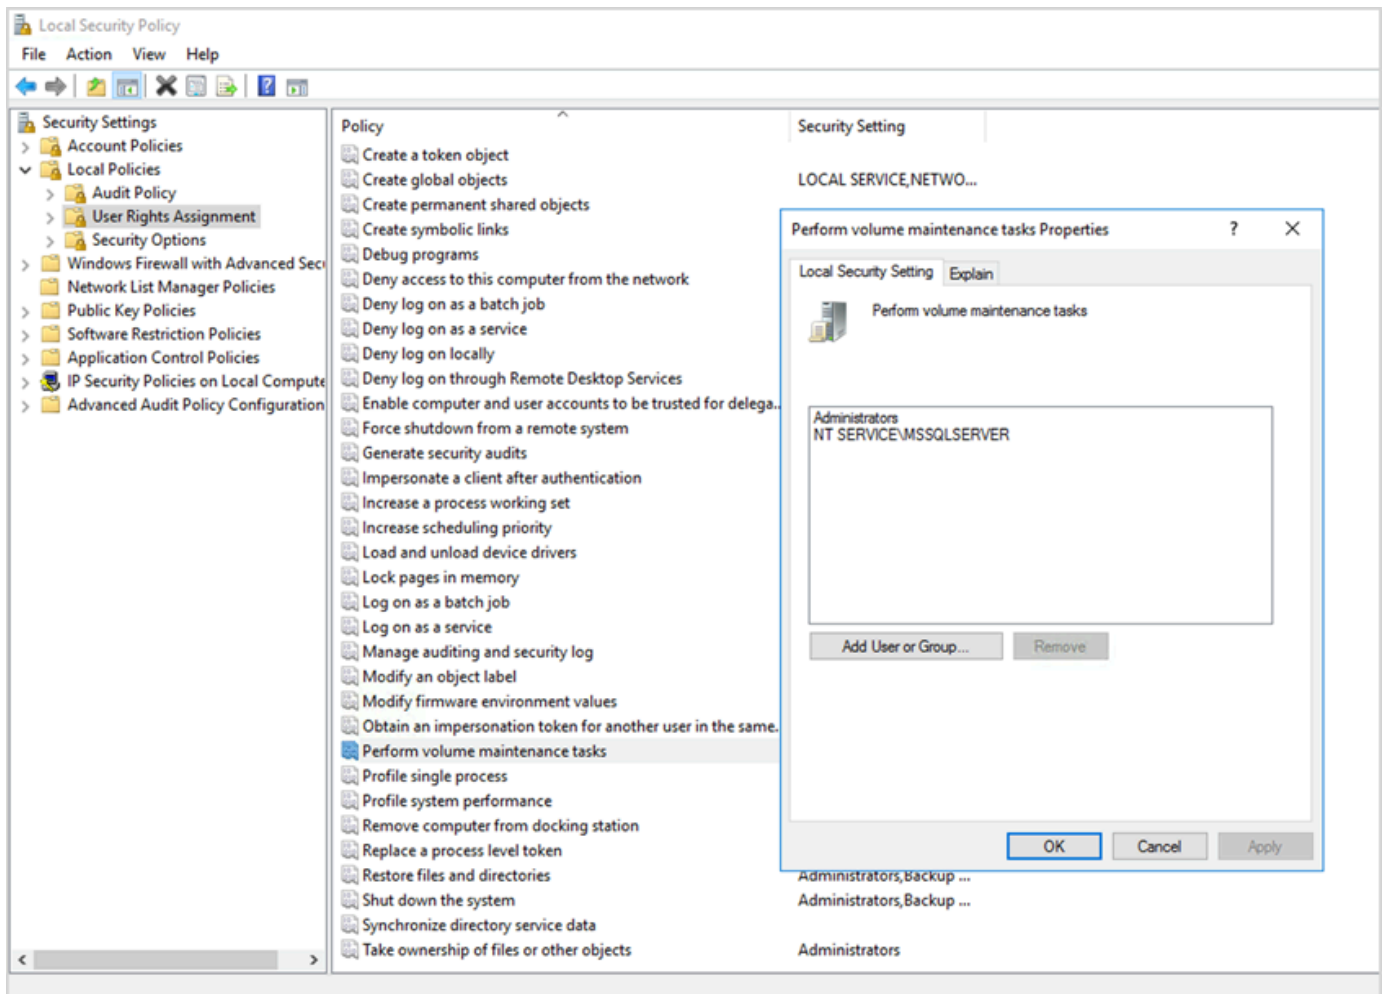 Local Security Policy
File Action View Help
Security Settings
Account Policies
Local Policies
Audit Policy
User Rights Assignment
Security Options
Windows Firewall with Advanced Secu
Network List Manager Policies
Public Key Policies
Software Restriction Policies
Application Control Policies
IP Security Policies on Local Compute
Advanced Audit Policy Configuration
Policy Security Setting
Create a token object
Create global objects LOCAL SERVICE,NETWO...
Create permanent shared objects
Create symbolic links
Debug programs
Deny access to this computer from the network
Deny log on as a batch job
Deny log on as a service
Deny log on locally
Deny log on through Remote Desktop Services
Enable computer and user accounts to be trusted for delega...
Force shutdown from a remote system
Generate security audits
Impersonate a client after authentication
Increase a process working set
Increase scheduling priority
Load and unload device drivers
Lock pages in memory
Log on as a batch job
Log on as a service
Manage auditing and security log
Modify an object label
Modify firmware environment values
Obtain an impersonation token for another user in the same...
Perform volume maintenance tasks
Profile single process
Profile system performance
Remove computer from docking station
Replace a process level token
Restore files and directories Administrators,Backup ...
Shut down the system Administrators,Backup ...
Synchronize directory service data
Take ownership of files or other objects Administrators
Perform volume maintenance tasks Properties ?
Local Security Setting Explain
Perform volume maintenance tasks
Administrators
NT SERVICE\MSSQLSERVER
Add User or Group... Remove
OK Cancel Apply